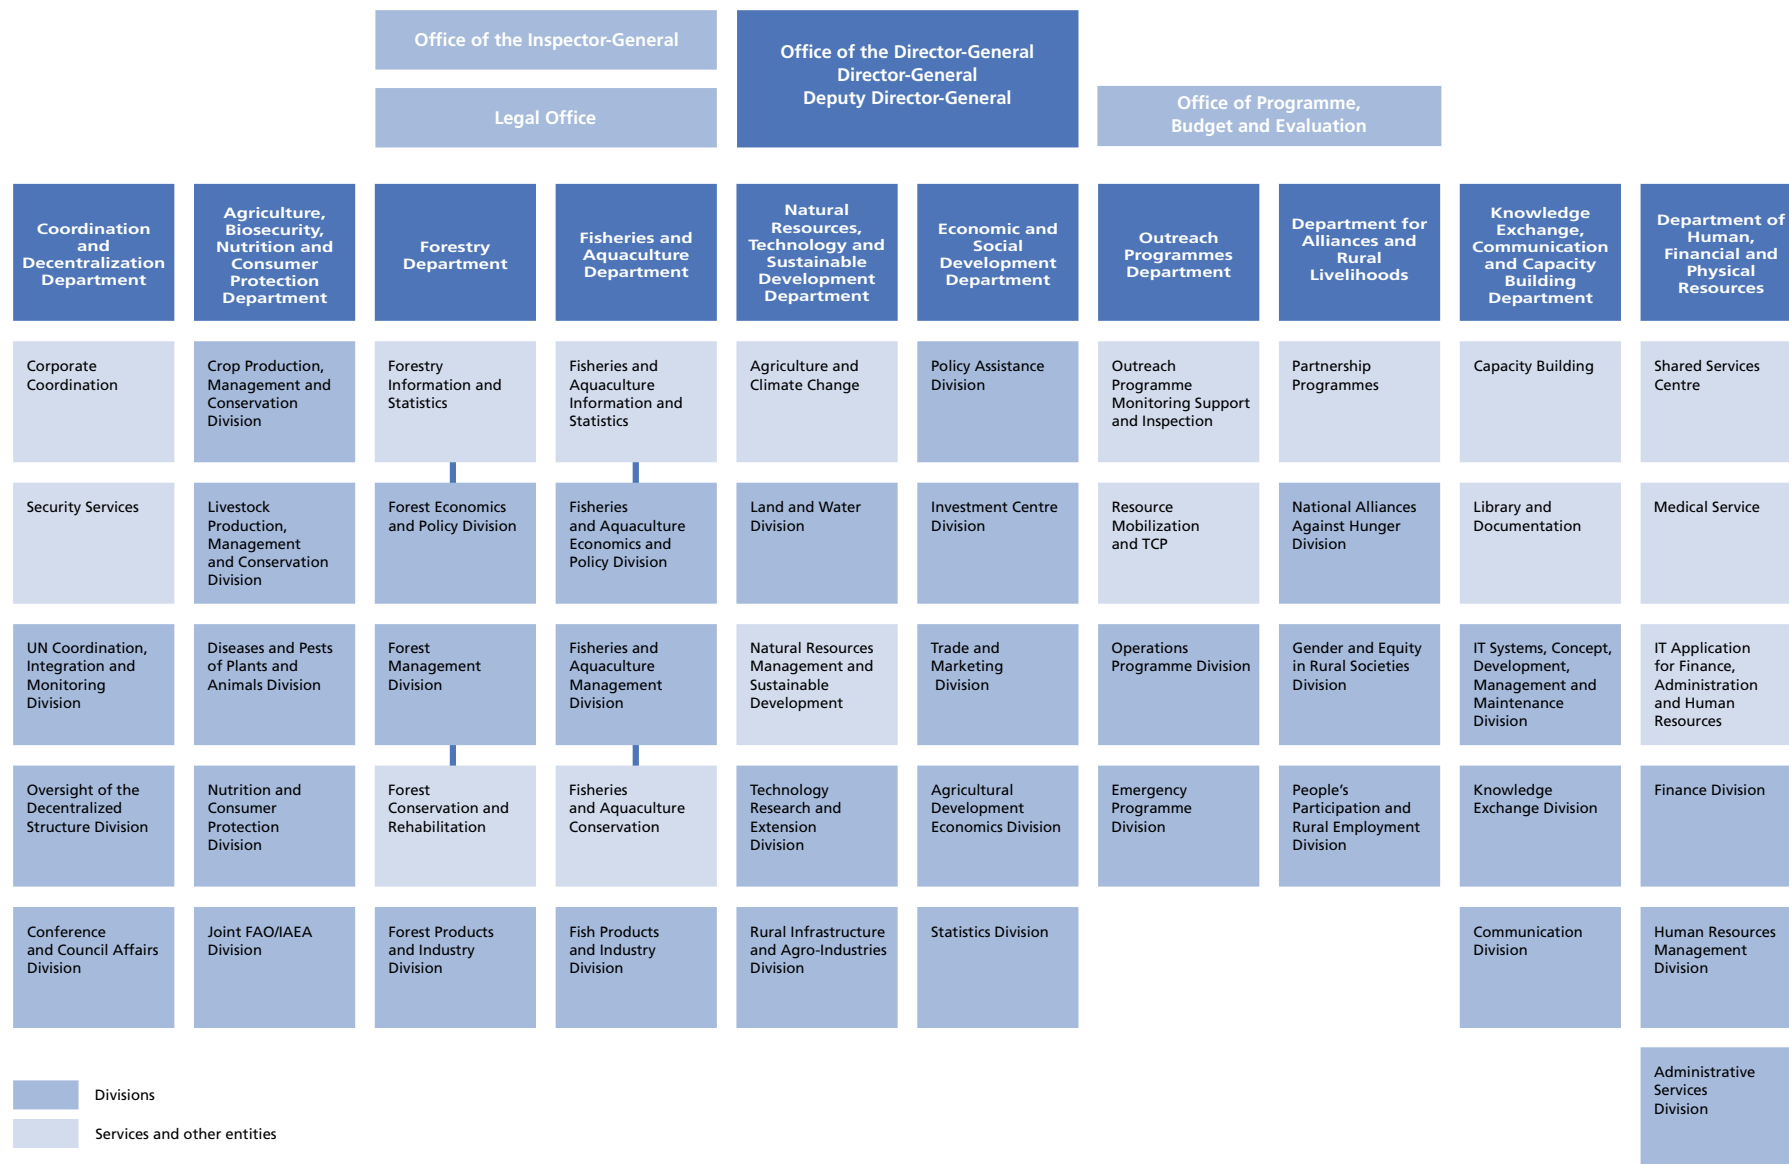 Office of the Inspector-General
Legal Office
Office of the Director-General
Director-General
Deputy Director-General
Office of Programme,
Budget and Evaluation
Coordination
and
Decentralization
Department
Corporate
Coordination
Security Services
UN Coordination,
Integration and
Monitoring
Division
Oversight of the
Decentralized
Structure Division
Conference
and Council Affairs
Division
Agriculture,
Biosecurity,
Nutrition and
Consumer
Protection
Department
Crop Production,
Management and
Conservation
Division
Livestock
Production,
Management
and Conservation
Division
Diseases and Pests
of Plants and
Animals Division
Nutrition and
Consumer
Protection
Division
Joint FAO/IAEA
Division
Forestry
Department
Forestry
Information and
Statistics
Forest Economics
and Policy Division
Forest
Management
Division
Forest
Conservation and
Rehabilitation
Forest Products
and Industry
Division
Fisheries and
Aquaculture
Department
Fisheries and
Aquaculture
Information and
Statistics
Fisheries
and Aquaculture
Economics and
Policy Division
Fisheries and
Aquaculture
Management
Division
Fisheries
and Aquaculture
Conservation
Fish Products
and Industry
Division
Natural
Resources,
Technology and
Sustainable
Development
Department
Agriculture and
Climate Change
Land and Water
Division
Natural Resources
Management and
Sustainable
Development
Technology
Research and
Extension
Division
Rural Infrastructure
and Agro-Industries
Division
Economic and
Social
Development
Department
Policy Assistance
Division
Investment Centre
Division
Trade and
Marketing
Division
Agricultural
Development
Economics Division
Statistics Division
Outreach
Programmes
Department
Outreach
Programme
Monitoring Support
and Inspection
Resource
Mobilization
and TCP
Operations
Programme Division
Emergency
Programme
Division
Department for
Alliances and
Rural
Livelihoods
Partnership
Programmes
National Alliances
Against Hunger
Division
Gender and Equity
in Rural Societies
Division
People’s
Participation and
Rural Employment
Division
Knowledge
Exchange,
Communication
and Capacity
Building
Department
Capacity Building
Library and
Documentation
IT Systems, Concept,
Development,
Management and
Maintenance
Division
Knowledge
Exchange Division
Communication
Division
Department of
Human,
Financial and
Physical
Resources
Shared Services
Centre
Medical Service
IT Application
for Finance,
Administration
and Human
Resources
Finance Division
Human Resources
Management
Division
Administrative
Services
Division
Divisions
Services and other entities